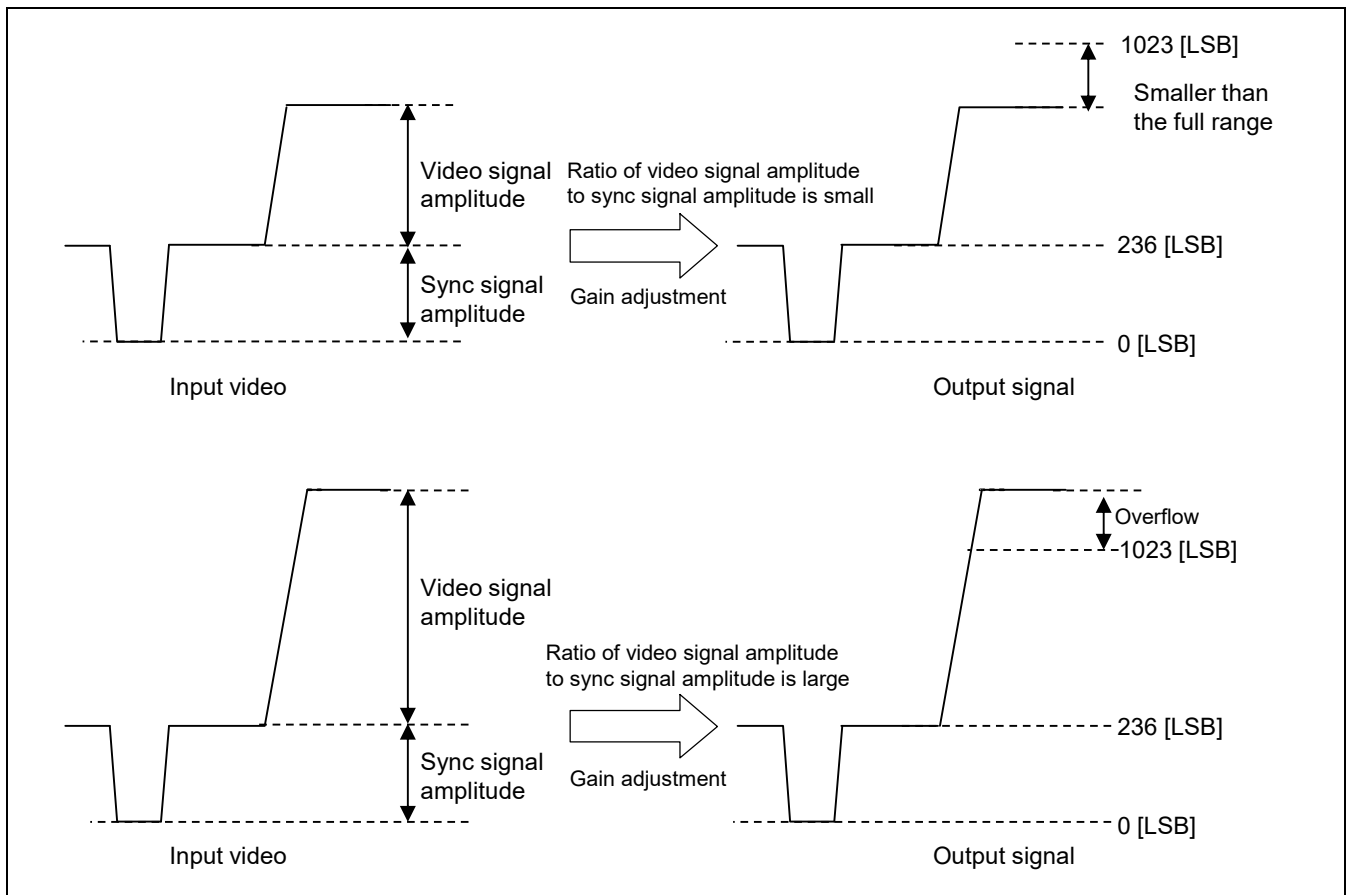 1023 [LSB]
Smaller than
the full range
Video signal
amplitude
Ratio of video signal amplitude
to sync signal amplitude is small
236 [LSB]
Sync signal
amplitude
Gain adjustment
0 [LSB]
Input video
Output signal
Overflow
1023 [LSB]
Video signal
amplitude
Ratio of video signal amplitude
to sync signal amplitude is large
236 [LSB]
Sync signal
amplitude
Gain adjustment
0 [LSB]
Input video
Output signal